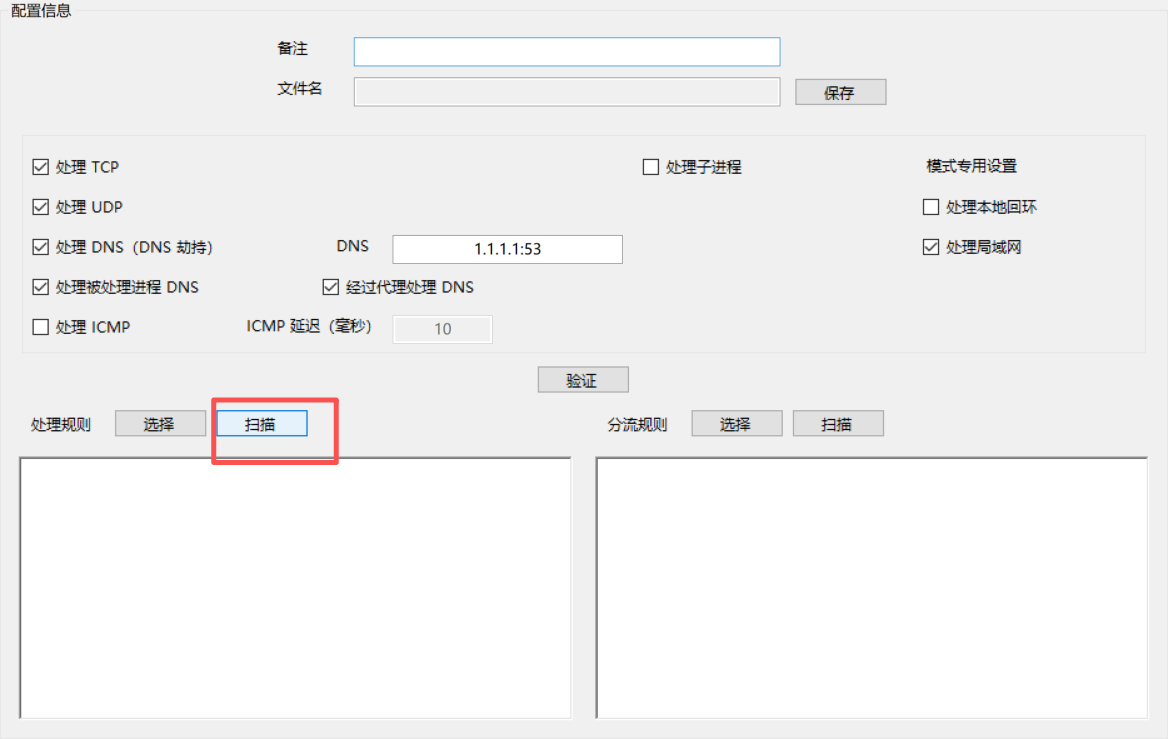 配置信息
备注
文件名 保存
处理 TCP 处理子进程 模式专用设置
处理 UDP 处理本地回环
处理 DNS（DNS 劫持） DNS 1.1.1.1:53 处理局域网
处理被处理进程 DNS 经过代理处理 DNS
处理 ICMP ICMP 延迟（毫秒） 10
验证
处理规则 选择 扫描 分流规则 选择 扫描